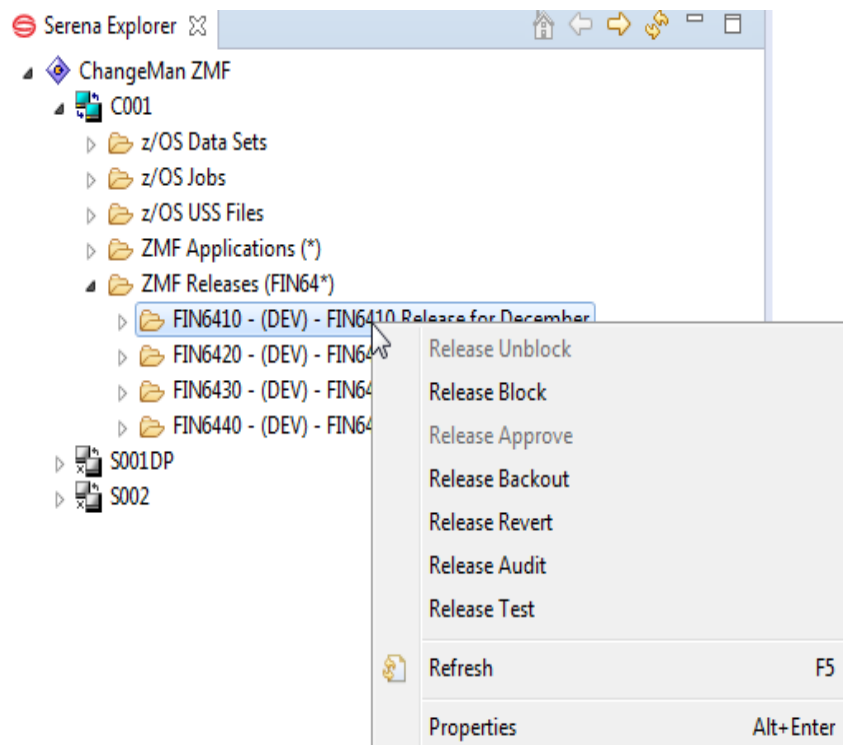 Serena Explorer
ChangeMan ZMF
C001
z/OS Data Sets
z/OS Jobs
z/OS USS Files
ZMF Applications (*)
ZMF Releases (FIN64*)
FIN6410 - (DEV) - FIN6410 Release for December
FIN6420 - (DEV) - FIN64
FIN6430 - (DEV) - FIN64
FIN6440 - (DEV) - FIN64
S001DP
S002
Release Unblock
Release Block
Release Approve
Release Backout
Release Revert
Release Audit
Release Test
Refresh F5
Properties Alt+Enter